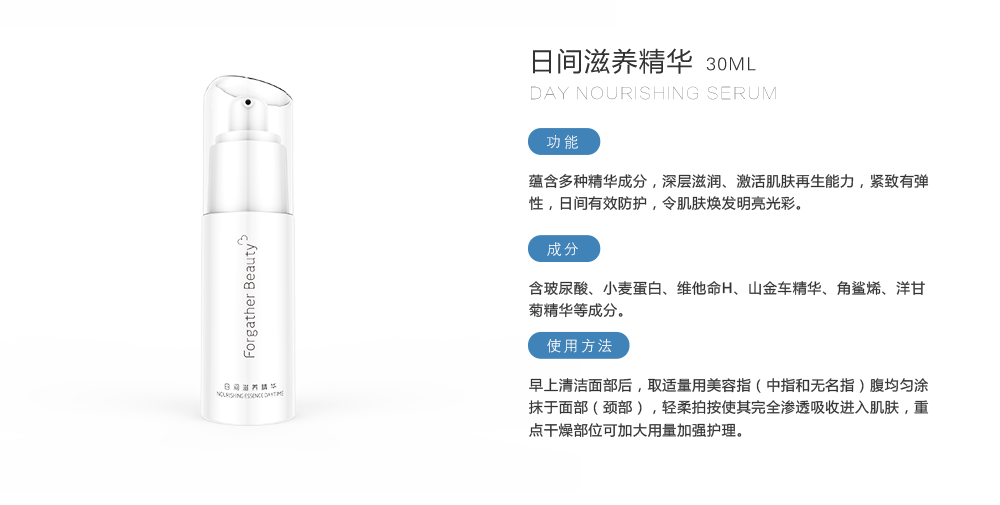 日间滋养精华 30ML
DAY NOURISHING SERUM
功能
蕴含多种精华成分，深层滋润、激活肌肤再生能力，紧致有弹
性，日间有效防护，令肌肤焕发明亮光彩。
成分
含玻尿酸、小麦蛋白、维他命H、山金车精华、角鲨烯、洋甘
菊精华等成分。
使用方法
早上清洁面部后，取适量用美容指（中指和无名指）腹均匀涂
抹于面部（颈部），轻柔拍按使其完全渗透吸收进入肌肤，重
点干燥部位可加大用量加强护理。
Forgather Beauty
日间滋养精华
NOURISHING ESSENCE DAYTIME